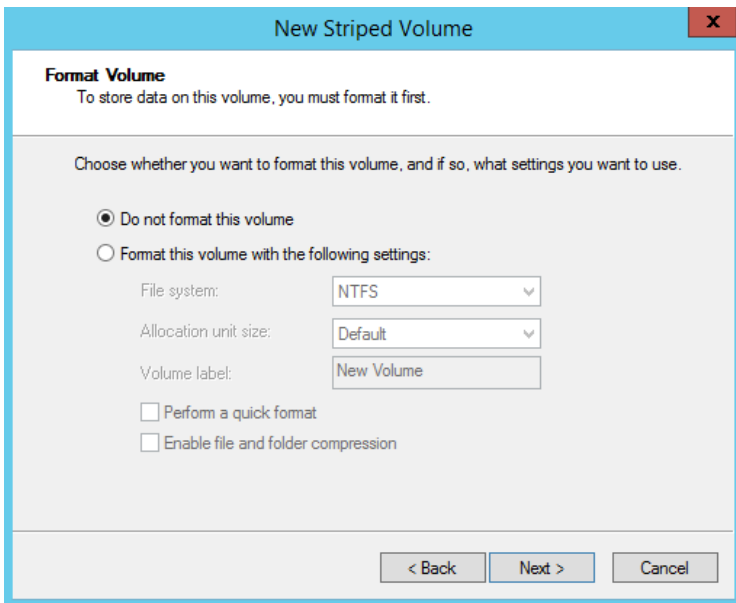 New Striped Volume
x
Format Volume
To store data on this volume, you must format it first.
Choose whether you want to format this volume, and if so, what settings you want to use.
Do not format this volume
Format this volume with the following settings:
File system: NTFS
Allocation unit size: Default
Volume label: New Volume
Perform a quick format
Enable file and folder compression
< Back Next > Cancel